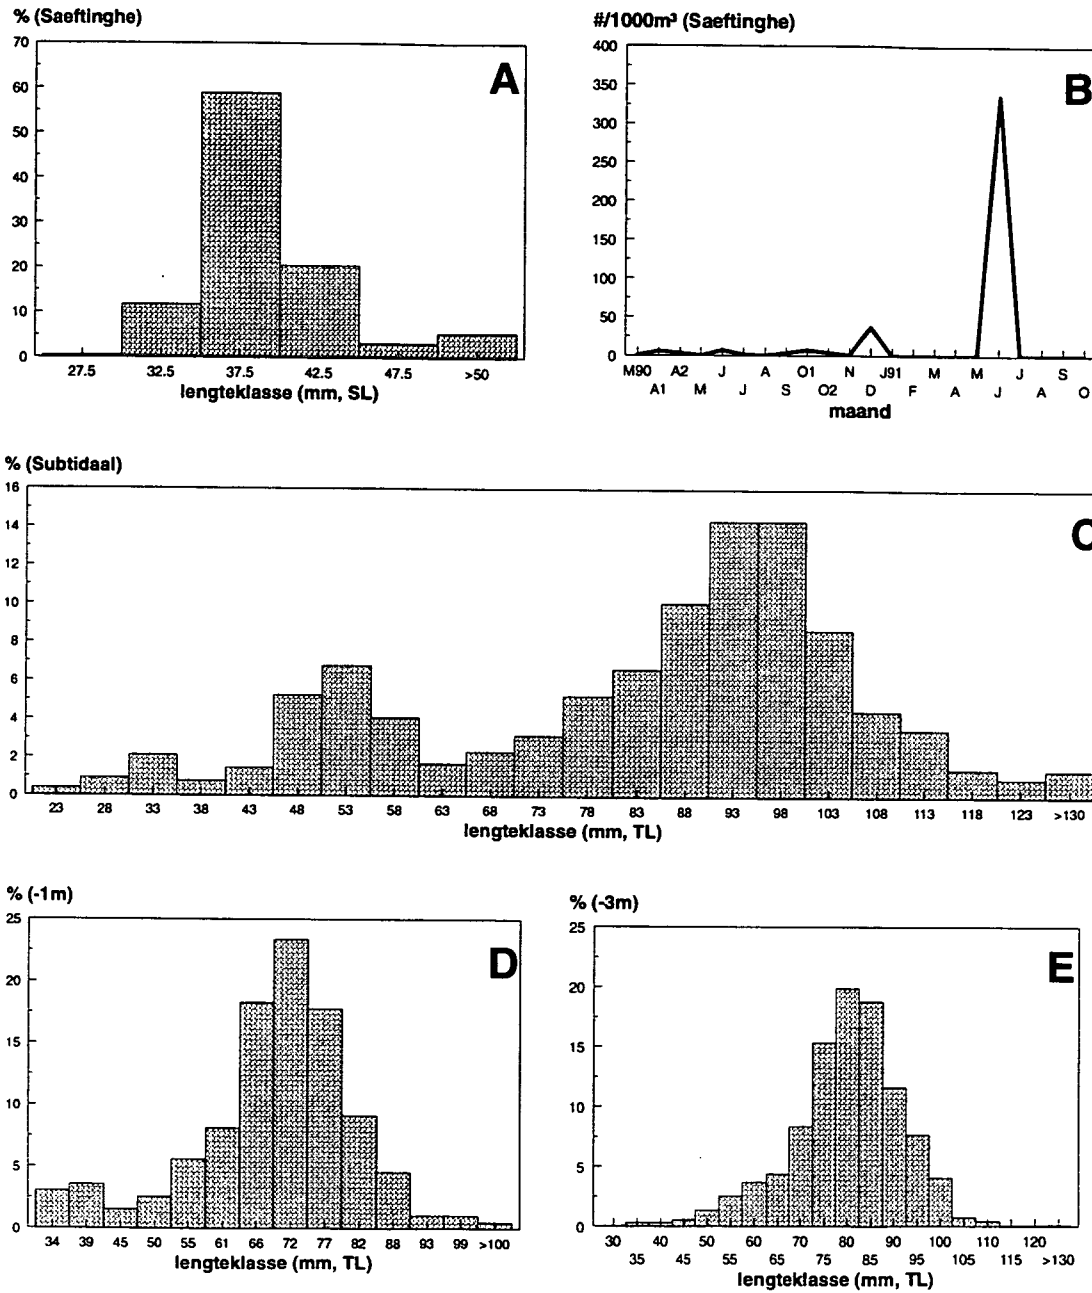 % (Saeftinghe)
A
70
60
50
40
30
20
10
0
27.5 32.5 37.5 42.5 47.5 >50
lengteklasse (mm, SL)
#/1000m³ (Saeftinghe)
B
400
350
300
250
200
150
100
50
0
M90 A2 J A O1 N J91 M M J S
A1 M J S O2 D F A J A O
maand
% (Subtidaal)
C
16
14
12
10
8
6
4
2
0
23 28 33 38 43 48 53 58 63 68 73 78 83 88 93 98 103 108 113 118 123 >130
lengteklasse (mm, TL)
% (-1m)
D
25
20
15
10
5
0
34 39 45 50 55 61 66 72 77 82 88 93 99 >100
lengteklasse (mm, TL)
% (-3m)
E
25
20
15
10
5
0
30 40 50 60 70 80 90 100 110 120
35 45 55 65 75 85 95 105 115 >130
lengteklasse (mm, TL)